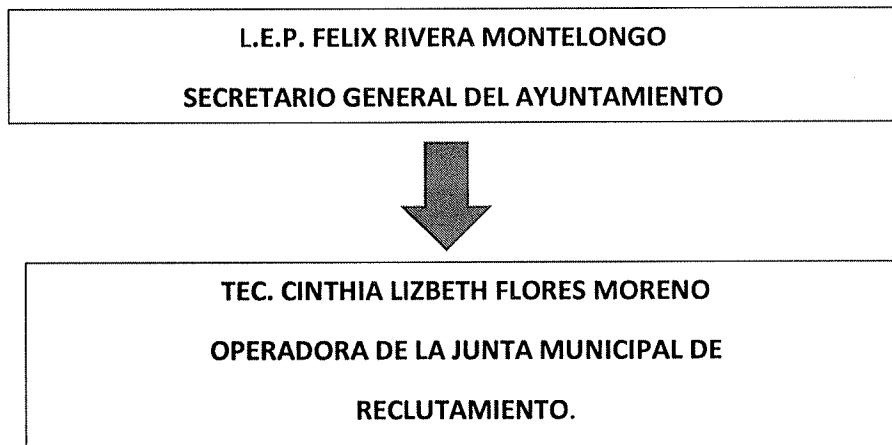 L.E.P. FELIX RIVERA MONTELONGO
SECRETARIO GENERAL DEL AYUNTAMIENTO
TEC. CINTHIA LIZBETH FLORES MORENO
OPERADORA DE LA JUNTA MUNICIPAL DE
RECLUTAMIENTO.